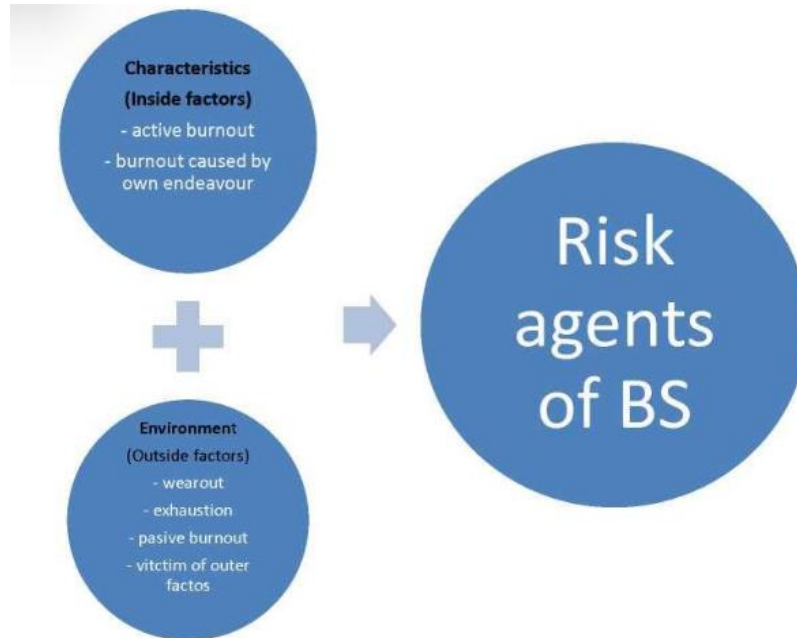 Characteristics
(Inside factors)
- active burnout
- burnout caused by
own endeavour
Environment
(Outside factors)
- wearout
- exhaustion
- pasive burnout
- vitctim of outer
factos
Risk
agents
of BS